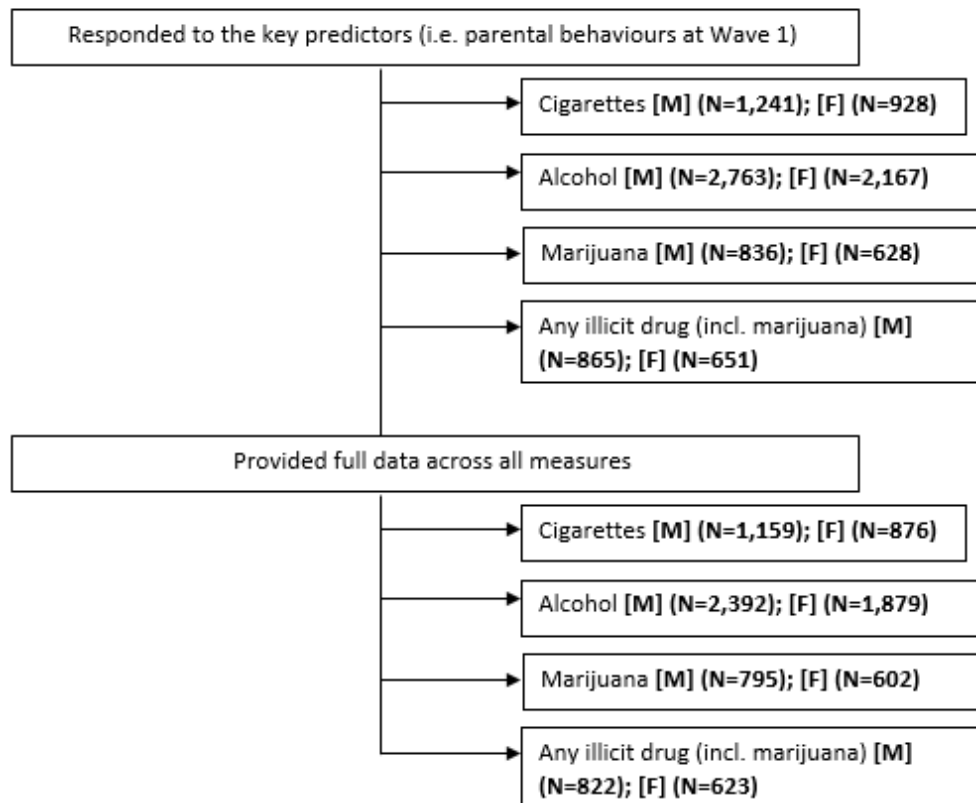 Responded to the key predictors (i.e. parental behaviours at Wave 1)
Cigarettes [M] (N=1,241); [F] (N=928)
Alcohol [M] (N=2,763); [F] (N=2,167)
Marijuana [M] (N=836); [F] (N=628)
Any illicit drug (incl. marijuana) [M]
(N=865); [F] (N=651)
Provided full data across all measures
Cigarettes [M] (N=1,159); [F] (N=876)
Alcohol [M] (N=2,392); [F] (N=1,879)
Marijuana [M] (N=795); [F] (N=602)
Any illicit drug (incl. marijuana) [M]
(N=822); [F] (N=623)